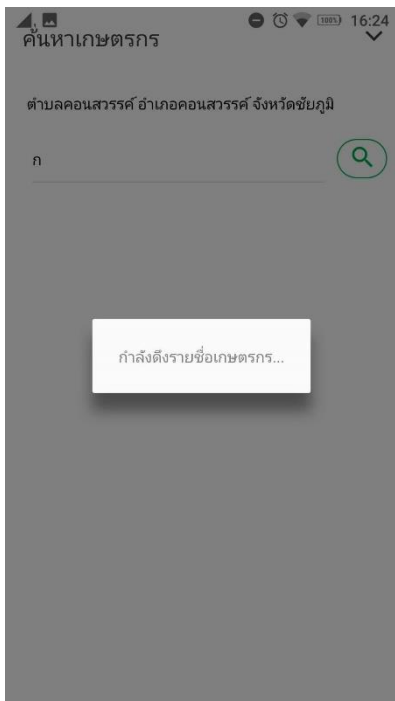 100%
16:24
ค้นหาเกษตรกร
ตำบลคอนสวรรค์ อำเภอคอนสวรรค์ จังหวัดชัยภูมิ
ก
กำลังดึงรายชื่อเกษตรกร...